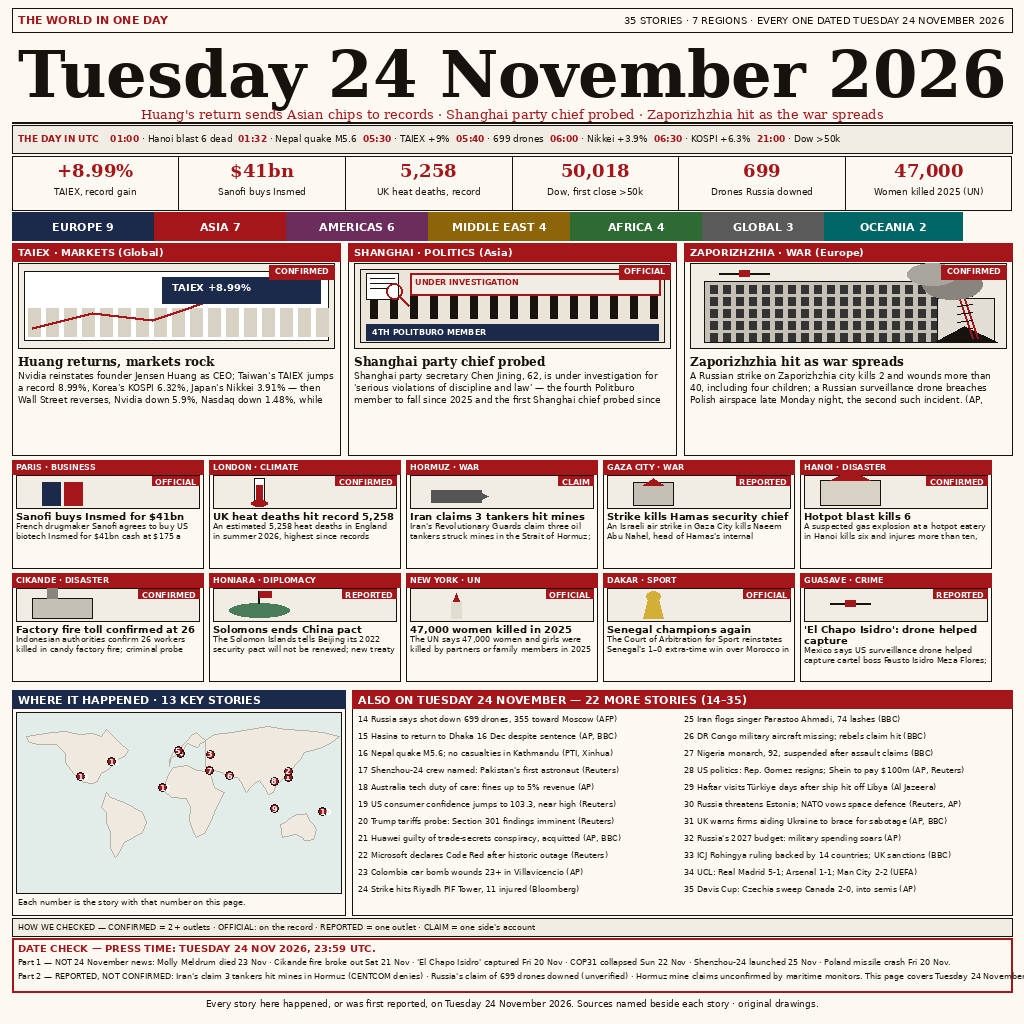 THE WORLD IN ONE DAY
35 STORIES · 7 REGIONS · EVERY ONE DATED TUESDAY 24 NOVEMBER 2026
Tuesday 24 November 2026
Huang's return sends Asian chips to records · Shanghai party chief probed · Zaporizhzhia hit as the war spreads
THE DAY IN UTC 01:00 · Hanoi blast 6 dead 01:32 · Nepal quake M5.6 05:30 · TAIEX +9% 05:40 · 699 drones 06:00 · Nikkei +3.9% 06:30 · KOSPI +6.3% 21:00 · Dow >50k
+8.99%
TAIEX, record gain
$41bn
Sanofi buys Insmed
5,258
UK heat deaths, record
50,018
Dow, first close >50k
699
Drones Russia downed
47,000
Women killed 2025 (UN)
EUROPE 9
ASIA 7
AMERICAS 6
MIDDLE EAST 4
AFRICA 4
GLOBAL 3
OCEANIA 2
TAIEX · MARKETS (Global)
CONFIRMED
TAIEX +8.99%
Huang returns, markets rock
Nvidia reinstates founder Jensen Huang as CEO; Taiwan's TAIEX jumps
a record 8.99%, Korea's KOSPI 6.32%, Japan's Nikkei 3.91% — then
Wall Street reverses, Nvidia down 5.9%, Nasdaq down 1.48%, while
SHANGHAI · POLITICS (Asia)
OFFICIAL
UNDER INVESTIGATION
4TH POLITBURO MEMBER
Shanghai party chief probed
Shanghai party secretary Chen Jining, 62, is under investigation for
'serious violations of discipline and law' — the fourth Politburo
member to fall since 2025 and the first Shanghai chief probed since
ZAPORIZHZHIA · WAR (Europe)
CONFIRMED
Zaporizhzhia hit as war spreads
A Russian strike on Zaporizhzhia city kills 2 and wounds more than
40, including four children; a Russian surveillance drone breaches
Polish airspace late Monday night, the second such incident. (AP,
PARIS · BUSINESS
OFFICIAL
Sanofi buys Insmed for $41bn
French drugmaker Sanofi agrees to buy US
biotech Insmed for $41bn cash at $175 a
LONDON · CLIMATE
CONFIRMED
UK heat deaths hit record 5,258
An estimated 5,258 heat deaths in England
in summer 2026, highest since records
HORMUZ · WAR
CLAIM
Iran claims 3 tankers hit mines
Iran's Revolutionary Guards claim three oil
tankers struck mines in the Strait of Hormuz;
GAZA CITY · WAR
REPORTED
Strike kills Hamas security chief
An Israeli air strike in Gaza City kills Naeem
Abu Nahel, head of Hamas's internal
HANOI · DISASTER
CONFIRMED
Hotpot blast kills 6
A suspected gas explosion at a hotpot eatery
in Hanoi kills six and injures more than ten,
CIKANDE · DISASTER
CONFIRMED
Factory fire toll confirmed at 26
Indonesian authorities confirm 26 workers
killed in candy factory fire; criminal probe
HONIARA · DIPLOMACY
REPORTED
Solomons ends China pact
The Solomon Islands tells Beijing its 2022
security pact will not be renewed; new treaty
NEW YORK · UN
OFFICIAL
47,000 women killed in 2025
The UN says 47,000 women and girls were
killed by partners or family members in 2025
DAKAR · SPORT
OFFICIAL
Senegal champions again
The Court of Arbitration for Sport reinstates
Senegal's 1–0 extra-time win over Morocco in
GUASAVE · CRIME
REPORTED
'El Chapo Isidro': drone helped
capture
Mexico says US surveillance drone helped
capture cartel boss Fausto Isidro Meza Flores;
WHERE IT HAPPENED · 13 KEY STORIES
Each number is the story with that number on this page.
ALSO ON TUESDAY 24 NOVEMBER — 22 MORE STORIES (14–35)
14 Russia says shot down 699 drones, 355 toward Moscow (AFP)
15 Hasina to return to Dhaka 16 Dec despite sentence (AP, BBC)
16 Nepal quake M5.6; no casualties in Kathmandu (PTI, Xinhua)
17 Shenzhou-24 crew named: Pakistan's first astronaut (Reuters)
18 Australia tech duty of care: fines up to 5% revenue (AP)
19 US consumer confidence jumps to 103.3, near high (Reuters)
20 Trump tariffs probe: Section 301 findings imminent (Reuters)
21 Huawei guilty of trade-secrets conspiracy, acquitted (AP, BBC)
22 Microsoft declares Code Red after historic outage (Reuters)
23 Colombia car bomb wounds 23+ in Villavicencio (AP)
24 Strike hits Riyadh PIF Tower, 11 injured (Bloomberg)
25 Iran flogs singer Parastoo Ahmadi, 74 lashes (BBC)
26 DR Congo military aircraft missing; rebels claim hit (BBC)
27 Nigeria monarch, 92, suspended after assault claims (BBC)
28 US politics: Rep. Gomez resigns; Shein to pay $100m (AP, Reuters)
29 Haftar visits Türkiye days after ship hit off Libya (Al Jazeera)
30 Russia threatens Estonia; NATO vows space defence (Reuters, AP)
31 UK warns firms aiding Ukraine to brace for sabotage (AP, BBC)
32 Russia's 2027 budget: military spending soars (AP)
33 ICJ Rohingya ruling backed by 14 countries; UK sanctions (BBC)
34 UCL: Real Madrid 5-1; Arsenal 1-1; Man City 2-2 (UEFA)
35 Davis Cup: Czechia sweep Canada 2-0, into semis (AP)
HOW WE CHECKED — CONFIRMED = 2+ outlets · OFFICIAL: on the record · REPORTED = one outlet · CLAIM = one side's account
DATE CHECK — PRESS TIME: TUESDAY 24 NOV 2026, 23:59 UTC.
Part 1 — NOT 24 November news: Molly Meldrum died 23 Nov · Cikande fire broke out Sat 21 Nov · 'El Chapo Isidro' captured Fri 20 Nov · COP31 collapsed Sun 22 Nov · Shenzhou-24 launched 25 Nov · Poland missile crash Fri 20 Nov.
Part 2 — REPORTED, NOT CONFIRMED: Iran's claim 3 tankers hit mines in Hormuz (CENTCOM denies) · Russia's claim of 699 drones downed (unverified) · Hormuz mine claims unconfirmed by maritime monitors. This page covers Tuesday 24 November
Every story here happened, or was first reported, on Tuesday 24 November 2026. Sources named beside each story · original drawings.